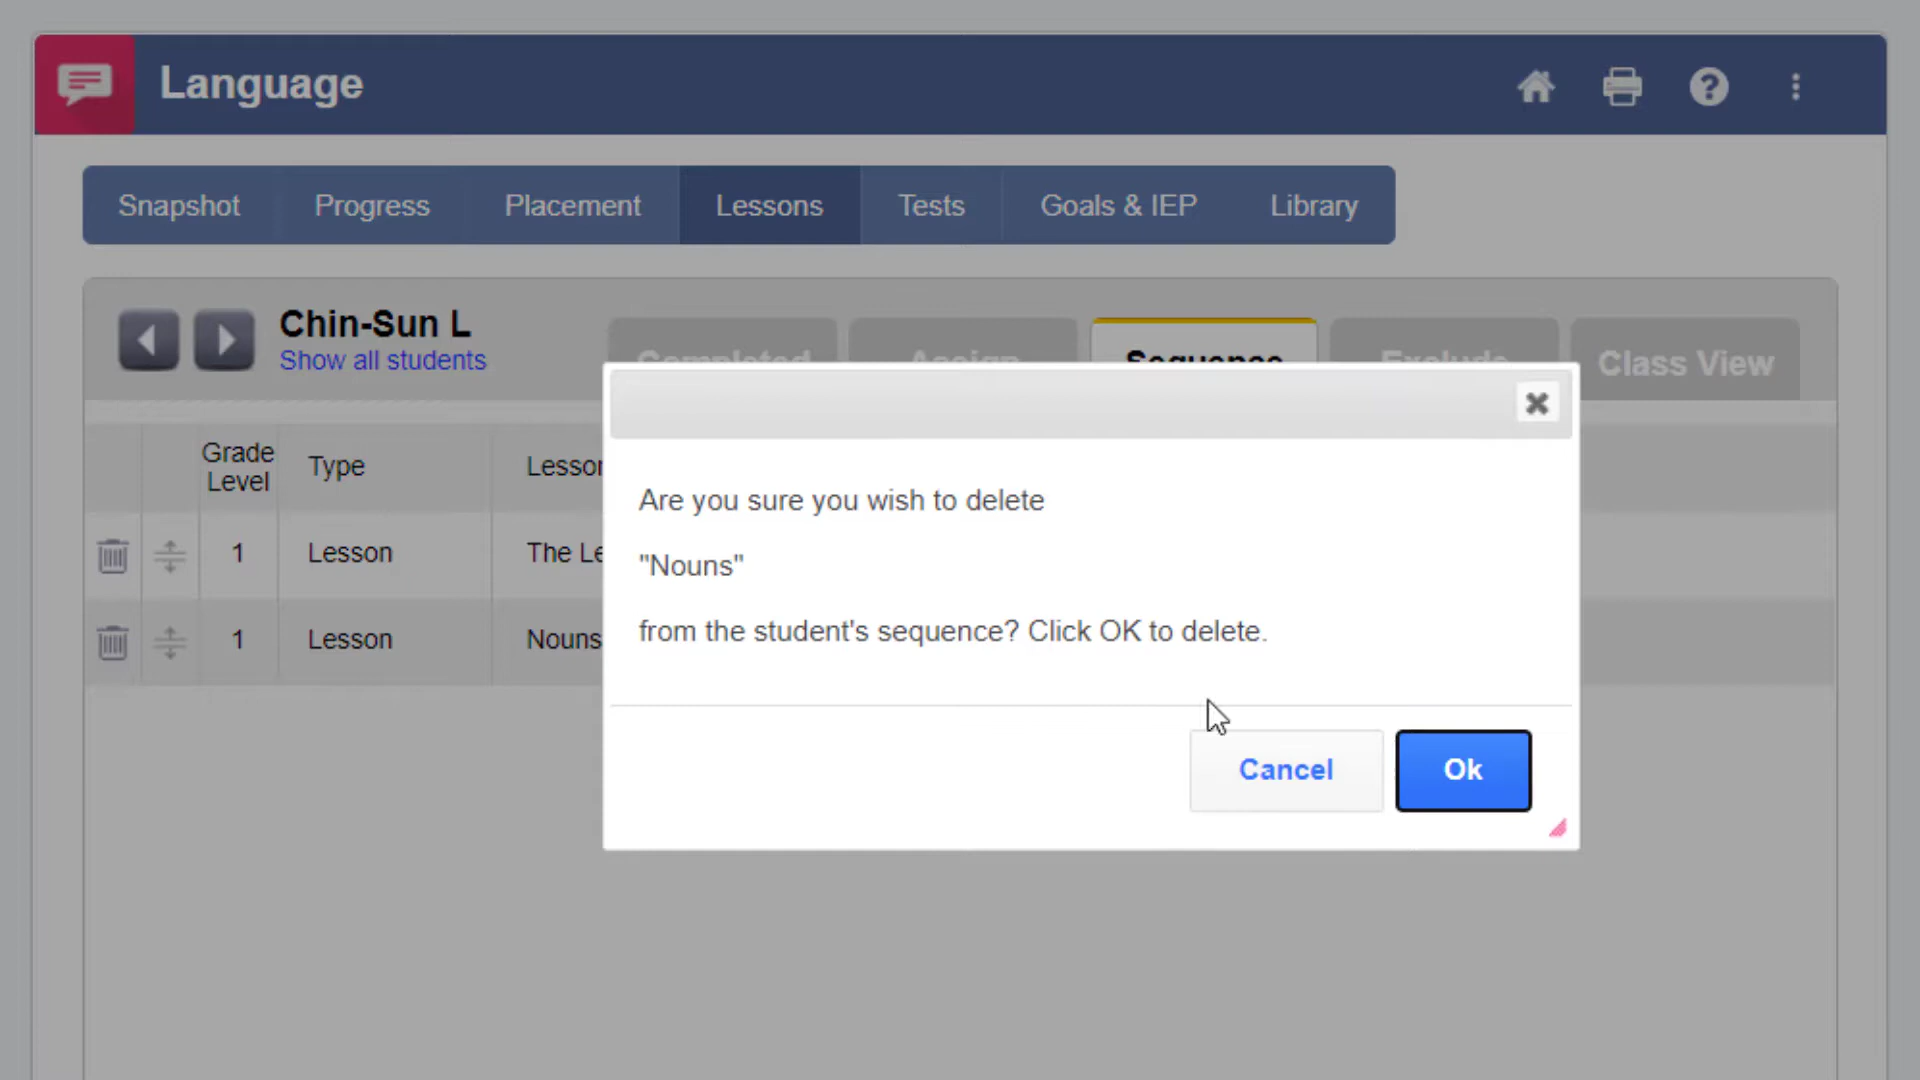 Language
Snapshot Progress Placement Lessons Tests Goals & IEP Library
Chin-Sun L
Show all students
Completed Assign Sequence Exclude Class View
Grade
Level
Type
Lesson
1 Lesson The Le
1 Lesson Nouns
Are you sure you wish to delete
"Nouns"
from the student's sequence? Click OK to delete.
Cancel Ok